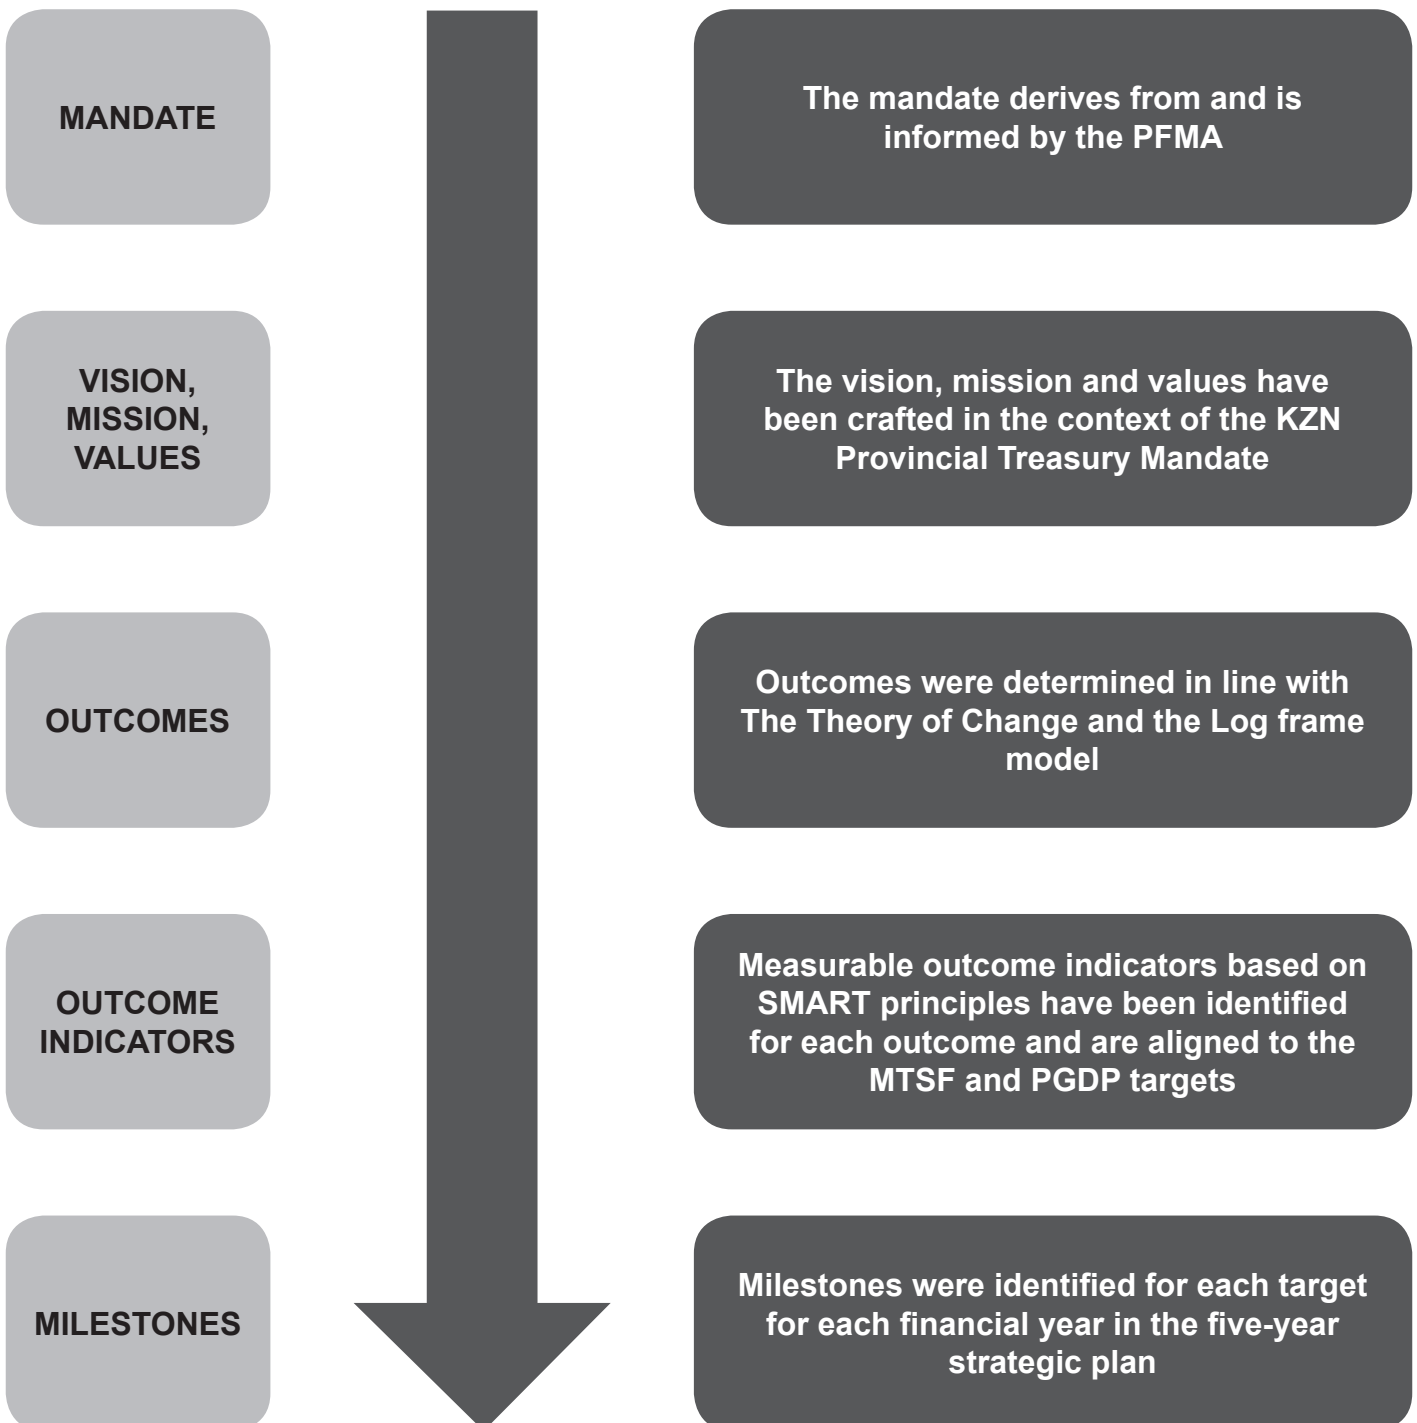 MANDATE
The mandate derives from and is
informed by the PFMA
VISION,
MISSION,
VALUES
The vision, mission and values have
been crafted in the context of the KZN
Provincial Treasury Mandate
OUTCOMES
Outcomes were determined in line with
The Theory of Change and the Log frame
model
OUTCOME
INDICATORS
Measurable outcome indicators based on
SMART principles have been identified
for each outcome and are aligned to the
MTSF and PGDP targets
MILESTONES
Milestones were identified for each target
for each financial year in the five-year
strategic plan